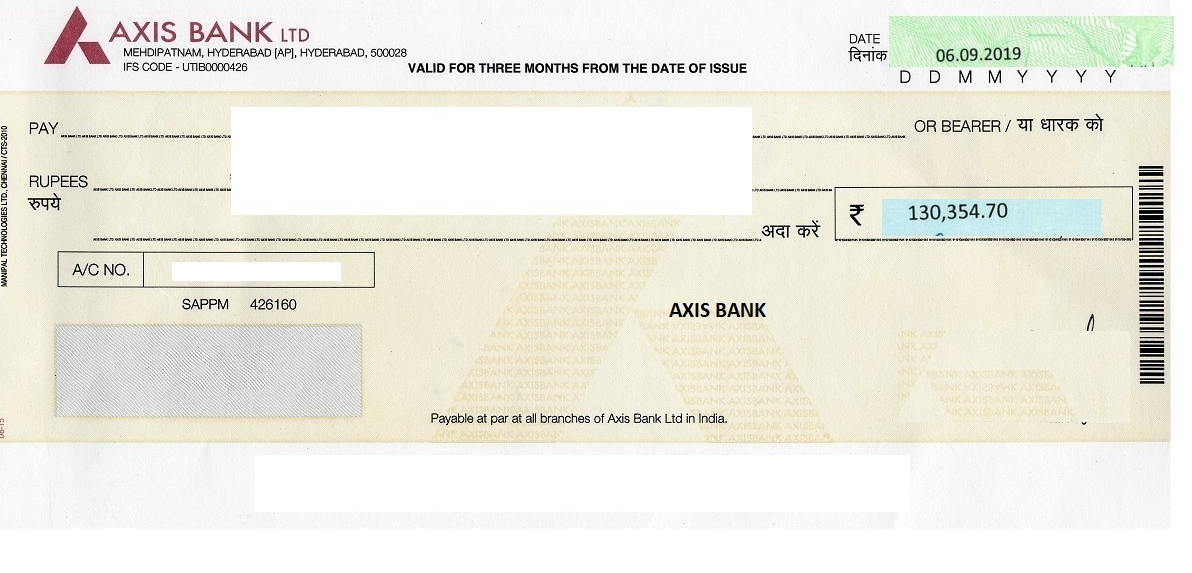 AXIS BANK LTD
MEHDIPATNAM, HYDERABAD [AP], HYDERABAD, 500028
IFS CODE - UTIB0000426
VALID FOR THREE MONTHS FROM THE DATE OF ISSUE
DATE
दिनांक 06.09.2019
D D M M Y Y Y Y
PAY OR BEARER / या धारक को
RUPEES
रुपये
अदा करें ₹ 130,354.70
A/C NO.
SAPPM 426160
AXIS BANK
Payable at par at all branches of Axis Bank Ltd in India.
MANIPAL TECHNOLOGIES LTD., CHENNAI / CTS-2010